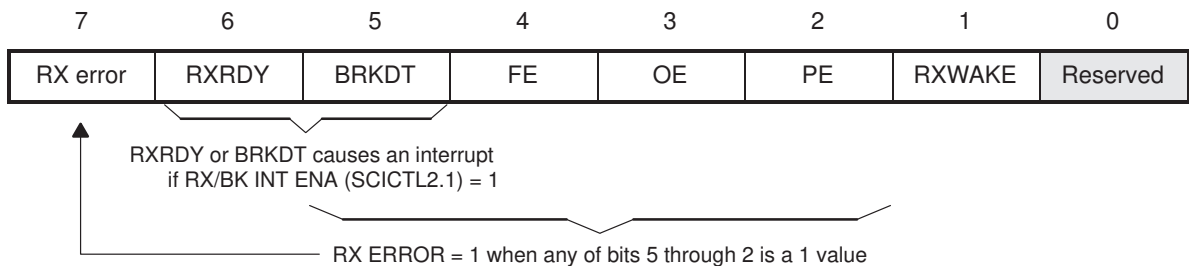 7 6 5 4 3 2 1 0
RX error RXRDY BRKDT FE OE PE RXWAKE Reserved
RXRDY or BRKDT causes an interrupt
if RX/BK INT ENA (SCICTL2.1) = 1
RX ERROR = 1 when any of bits 5 through 2 is a 1 value